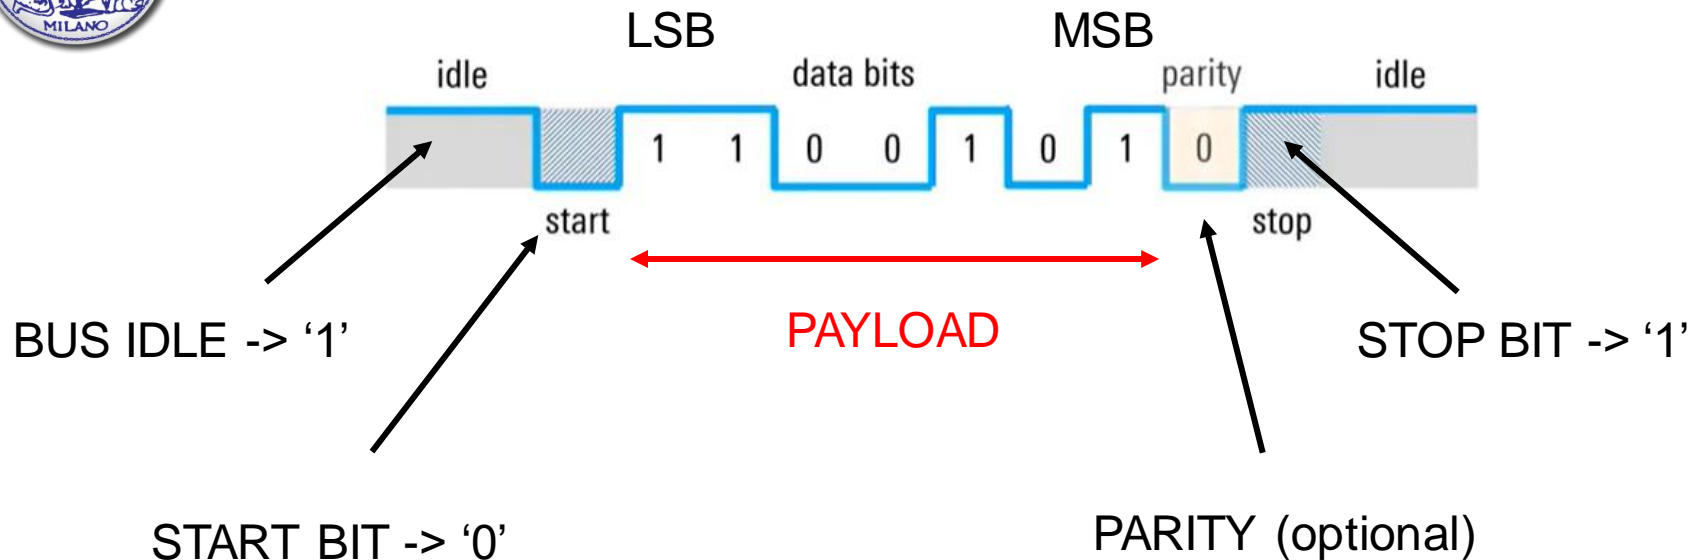 MILANO
LSB MSB
idle data bits parity idle
1 1 0 0 1 0 1 0
start stop
BUS IDLE -> ‘1’
PAYLOAD
STOP BIT -> ‘1’
START BIT -> ‘0’
PARITY (optional)